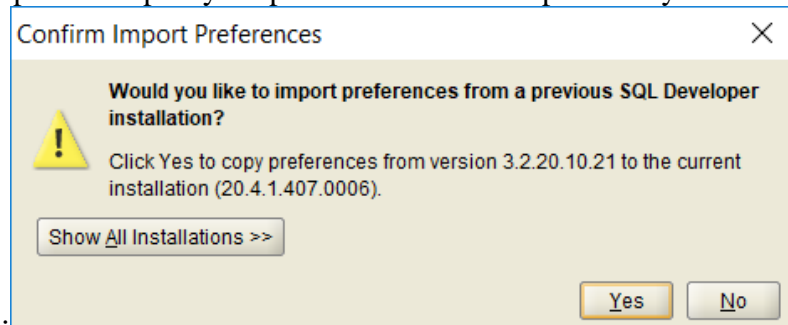 Confirm Import Preferences
Would you like to import preferences from a previous SQL Developer
installation?
Click Yes to copy preferences from version 3.2.20.10.21 to the current
installation (20.4.1.407.0006).
Show All Installations >>
Yes No
.